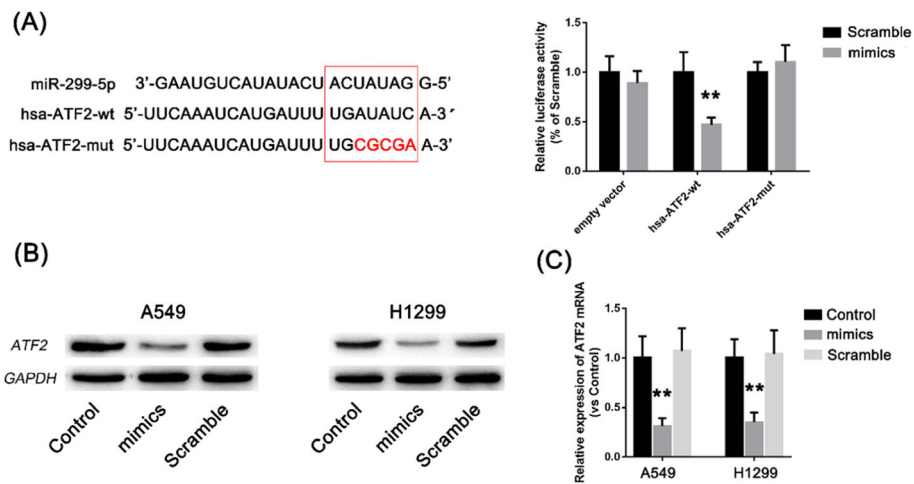 (A)
miR-299-5p 3'-GAAUGUCAUAUACU ACUAUAG G-5'
hsa-ATF2-wt 5'-UUCAAAUCAUGAUUU UGAUAUC A-3'
hsa-ATF2-mut 5'-UUCAAAUCAUGAUUU UGCGCGA A-3'
Relative luciferase activity
(% of Scramble)
1.5
1.0
0.5
0.0
**
empty vector
hsa-ATF2-wt
hsa-ATF2-mut
Scramble
mimics
(B)
A549
H1299
ATF2
GAPDH
Control
mimics
Scramble
Control
mimics
Scramble
(C)
Relative expression of ATF2 mRNA
(vs Control)
1.5
1.0
0.5
0.0
**
**
A549
H1299
Control
mimics
Scramble